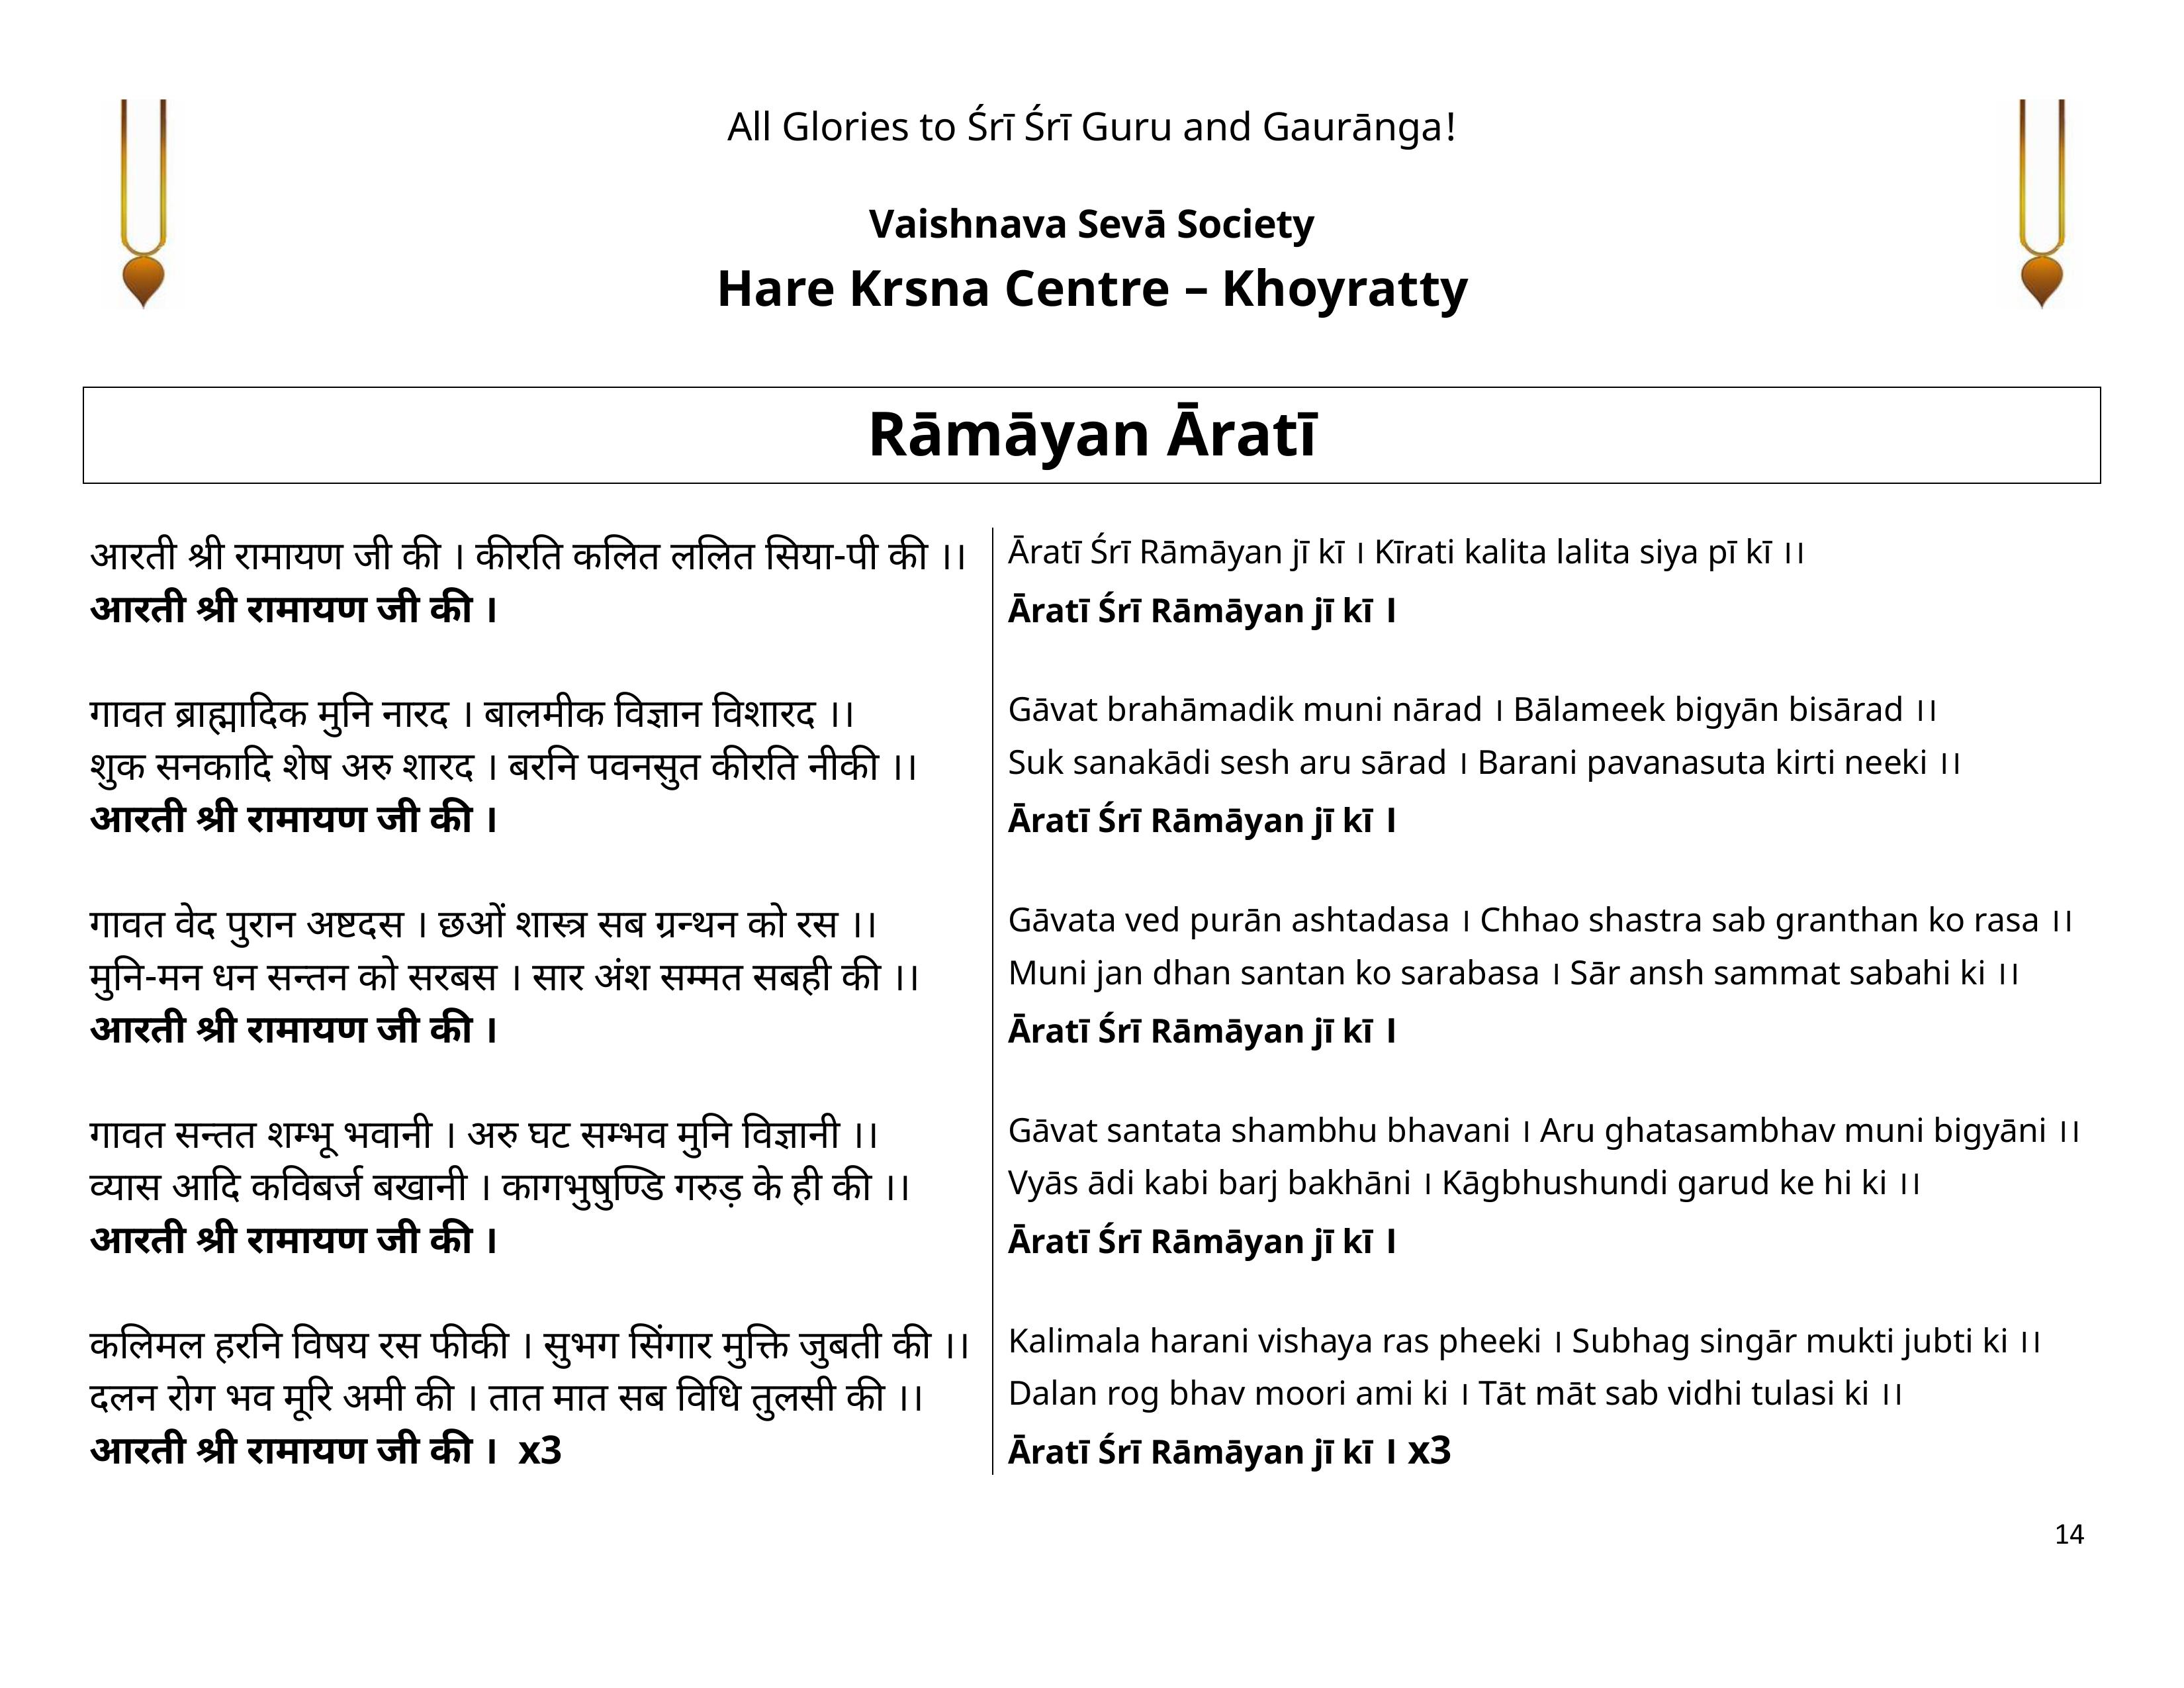 All Glories to Śrī Śrī Guru and Gaurānga!
Vaishnava Sevā Society
Hare Krsna Centre – Khoyratty
Rāmāyan Āratī
आरती श्री रामायण जी की । कीरति कलित ललित सिया-पी की ।।
आरती श्री रामायण जी की ।
गावत ब्राह्मादिक मुनि नारद । बालमीक विज्ञान विशारद ।।
शुक सनकादि शेष अरु शारद । बरनि पवनसुत कीरति नीकी ।।
आरती श्री रामायण जी की ।
गावत वेद पुरान अष्टदस । छओं शास्त्र सब ग्रन्थन को रस ।।
मुनि-मन धन सन्तन को सरबस । सार अंश सम्मत सबही की ।।
आरती श्री रामायण जी की ।
गावत सन्तत शम्भू भवानी । अरु घट सम्भव मुनि विज्ञानी ।।
व्यास आदि कविबर्ज बखानी । कागभुषुण्डि गरुड़ के ही की ।।
आरती श्री रामायण जी की ।
कलिमल हरनि विषय रस फीकी । सुभग सिंगार मुक्ति जुबती की ।।
दलन रोग भव मूरि अमी की । तात मात सब विधि तुलसी की ।।
आरती श्री रामायण जी की । x3
Āratī Śrī Rāmāyan jī kī । Kīrati kalita lalita siya pī kī ।।
Āratī Śrī Rāmāyan jī kī ।
Gāvat brahāmadik muni nārad । Bālameek bigyān bisārad ।।
Suk sanakādi sesh aru sārad । Barani pavanasuta kirti neeki ।।
Āratī Śrī Rāmāyan jī kī ।
Gāvata ved purān ashtadasa । Chhao shastra sab granthan ko rasa ।।
Muni jan dhan santan ko sarabasa । Sār ansh sammat sabahi ki ।।
Āratī Śrī Rāmāyan jī kī ।
Gāvat santata shambhu bhavani । Aru ghatasambhav muni bigyāni ।।
Vyās ādi kabi barj bakhāni । Kāgbhushundi garud ke hi ki ।।
Āratī Śrī Rāmāyan jī kī ।
Kalimala harani vishaya ras pheeki । Subhag singār mukti jubti ki ।।
Dalan rog bhav moori ami ki । Tāt māt sab vidhi tulasi ki ।।
Āratī Śrī Rāmāyan jī kī । x3
14